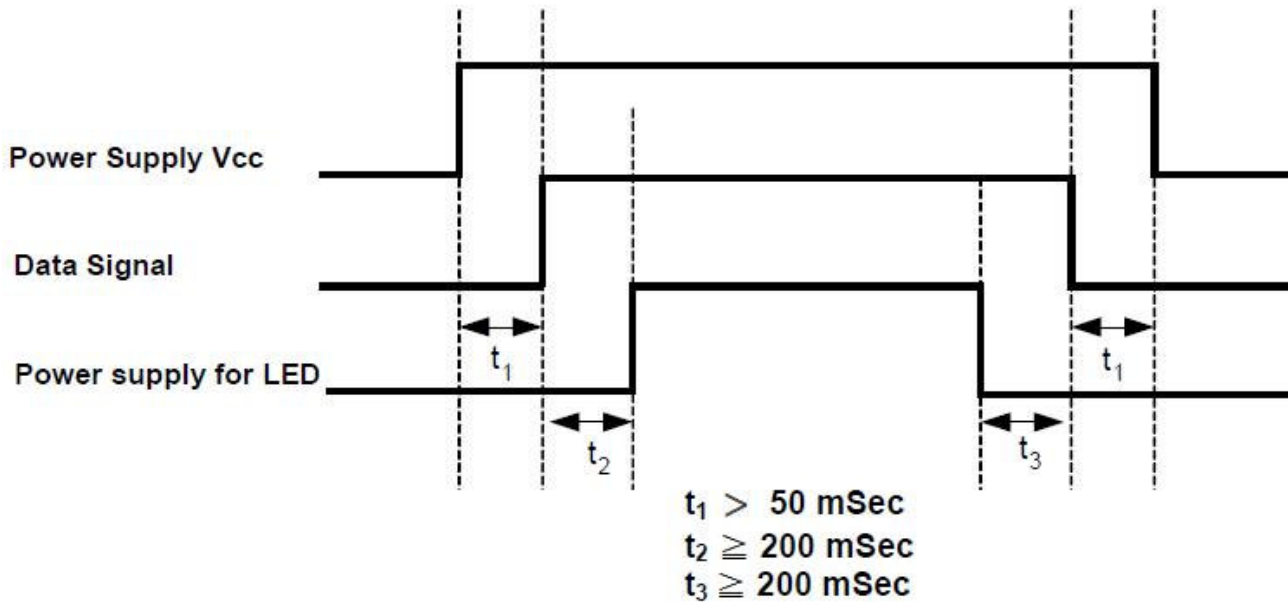 Power Supply Vcc
Data Signal
t₁
t₁
Power supply for LED
t₂
t₃
t₁ > 50 mSec
t₂ ≧ 200 mSec
t₃ ≧ 200 mSec